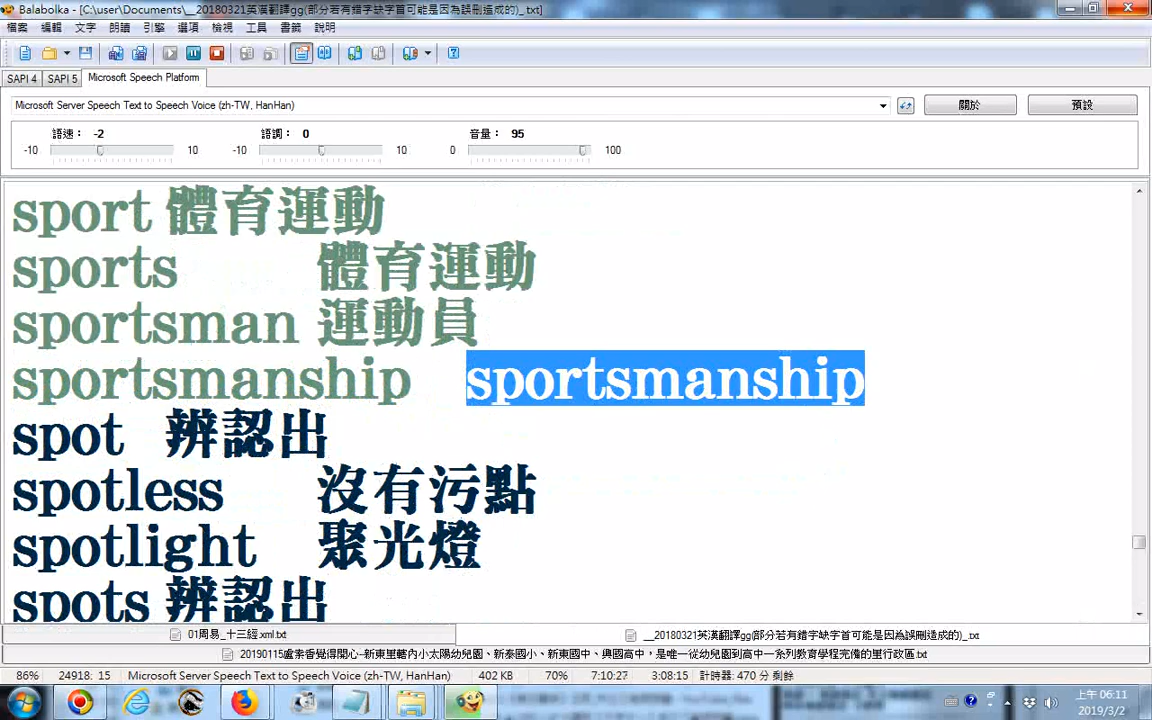 Balabolka - [C:\user\Documents\__20180321英漢翻譯gg(部分若有錯字缺字首可能是因為誤刪造成的)_.txt]
檔案 編輯 文字 朗讀 引擎 選項 檢視 工具 書籤 說明
SAPI 4 SAPI 5 Microsoft Speech Platform
Microsoft Server Speech Text to Speech Voice (zh-TW, HanHan) 關於 預設
語速： -2 語調： 0 音量： 95
-10 10 -10 10 0 100
sport 體育運動
sports 體育運動
sportsman 運動員
sportsmanship sportsmanship
spot 辨認出
spotless 沒有污點
spotlight 聚光燈
spots 辨認出
01周易_十三經.xml.txt __20180321英漢翻譯gg(部分若有錯字缺字首可能是因為誤刪造成的)_.txt
20190115盧素香覺得開心-新東里轄內小太陽幼兒園、新泰國小、新東國中、興國高中，是唯一從幼兒園到高中一系列教育學程完備的里行政區.txt
86% 24918: 15 Microsoft Server Speech Text to Speech Voice (zh-TW, HanHan) 402 KB 70% 7:10:27 3:08:15 計時器: 470 分 剩餘
上午 06:11
2019/3/2